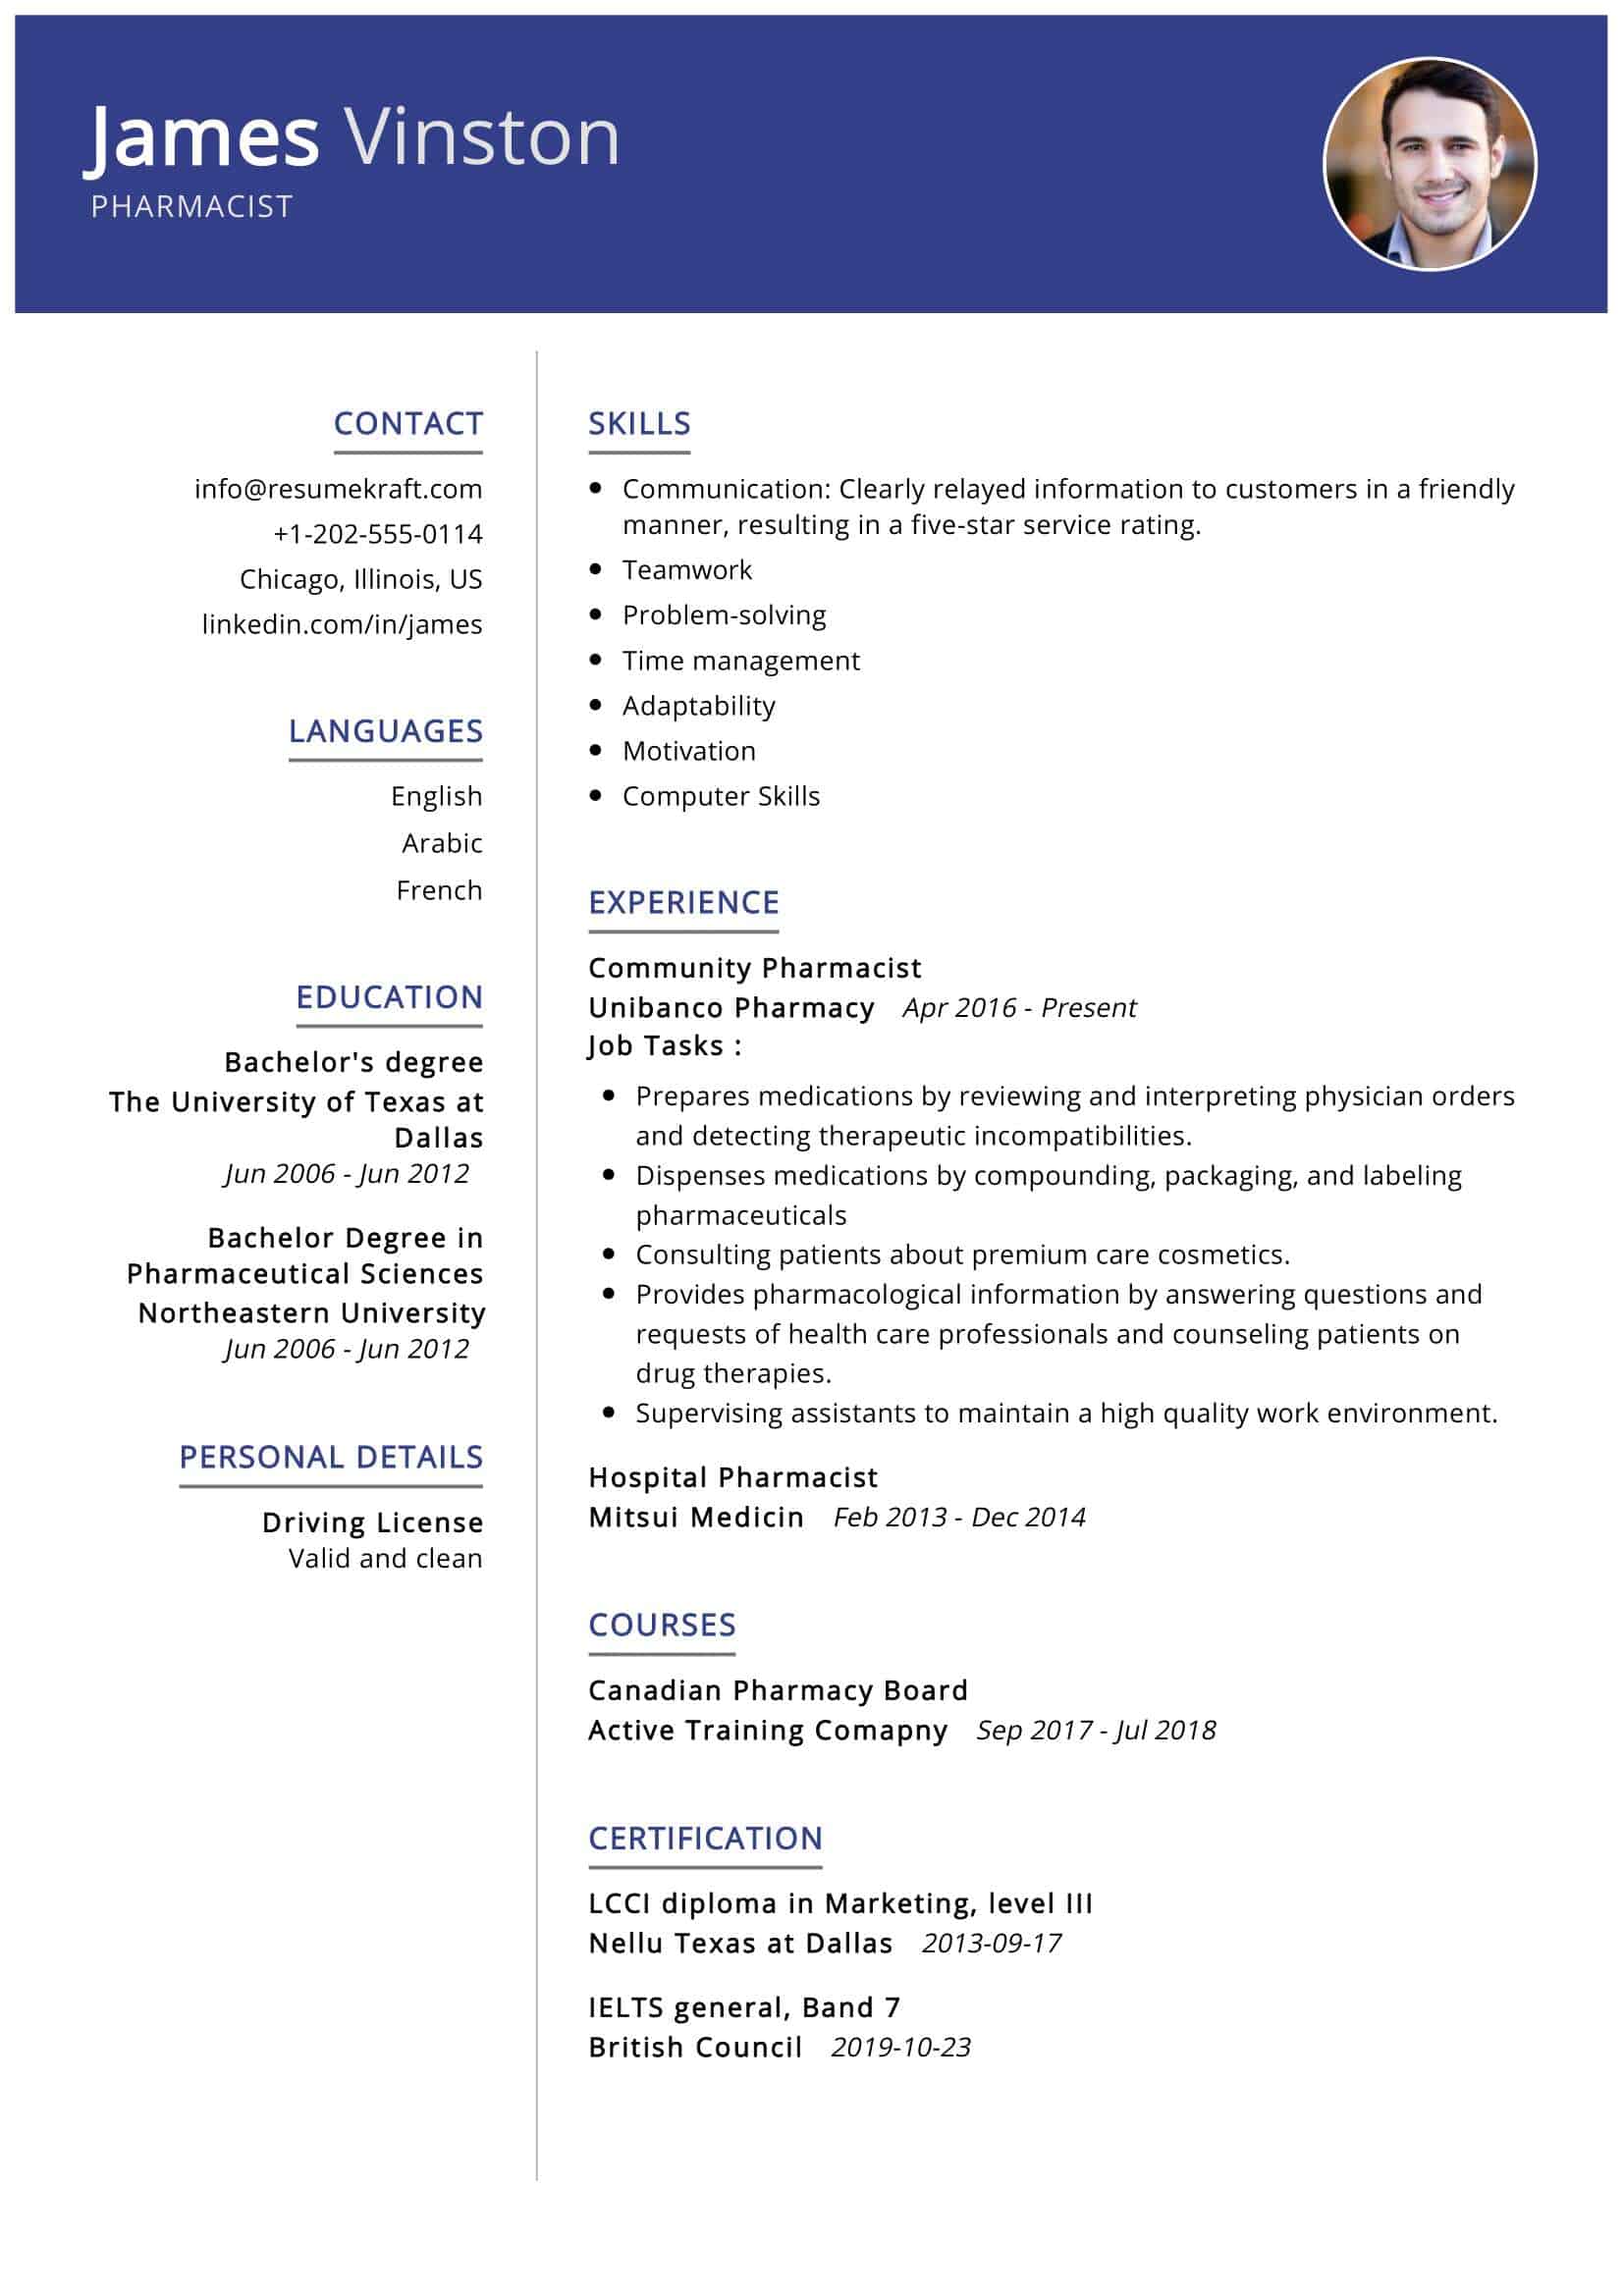 James Vinston
PHARMACIST
CONTACT
info@resumekraft.com
+1-202-555-0114
Chicago, Illinois, US
linkedin.com/in/james
LANGUAGES
English
Arabic
French
EDUCATION
Bachelor's degree
The University of Texas at
Dallas
Jun 2006 - Jun 2012
Bachelor Degree in
Pharmaceutical Sciences
Northeastern University
Jun 2006 - Jun 2012
PERSONAL DETAILS
Driving License
Valid and clean
SKILLS
Communication: Clearly relayed information to customers in a friendly
manner, resulting in a five-star service rating.
Teamwork
Problem-solving
Time management
Adaptability
Motivation
Computer Skills
EXPERIENCE
Community Pharmacist
Unibanco Pharmacy Apr 2016 - Present
Job Tasks :
Prepares medications by reviewing and interpreting physician orders
and detecting therapeutic incompatibilities.
Dispenses medications by compounding, packaging, and labeling
pharmaceuticals
Consulting patients about premium care cosmetics.
Provides pharmacological information by answering questions and
requests of health care professionals and counseling patients on
drug therapies.
Supervising assistants to maintain a high quality work environment.
Hospital Pharmacist
Mitsui Medicin Feb 2013 - Dec 2014
COURSES
Canadian Pharmacy Board
Active Training Comapny Sep 2017 - Jul 2018
CERTIFICATION
LCCI diploma in Marketing, level III
Nellu Texas at Dallas 2013-09-17
IELTS general, Band 7
British Council 2019-10-23